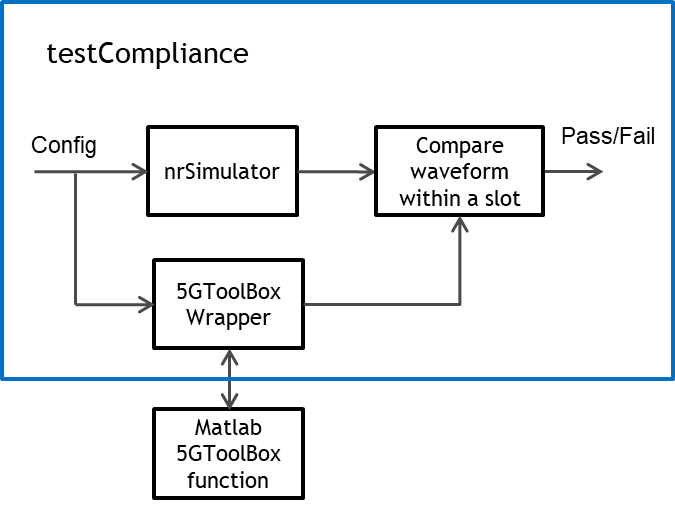 testCompliance
Config
nrSimulator
Compare
waveform
within a slot
Pass/Fail
5GToolBox
Wrapper
Matlab
5GToolBox
function